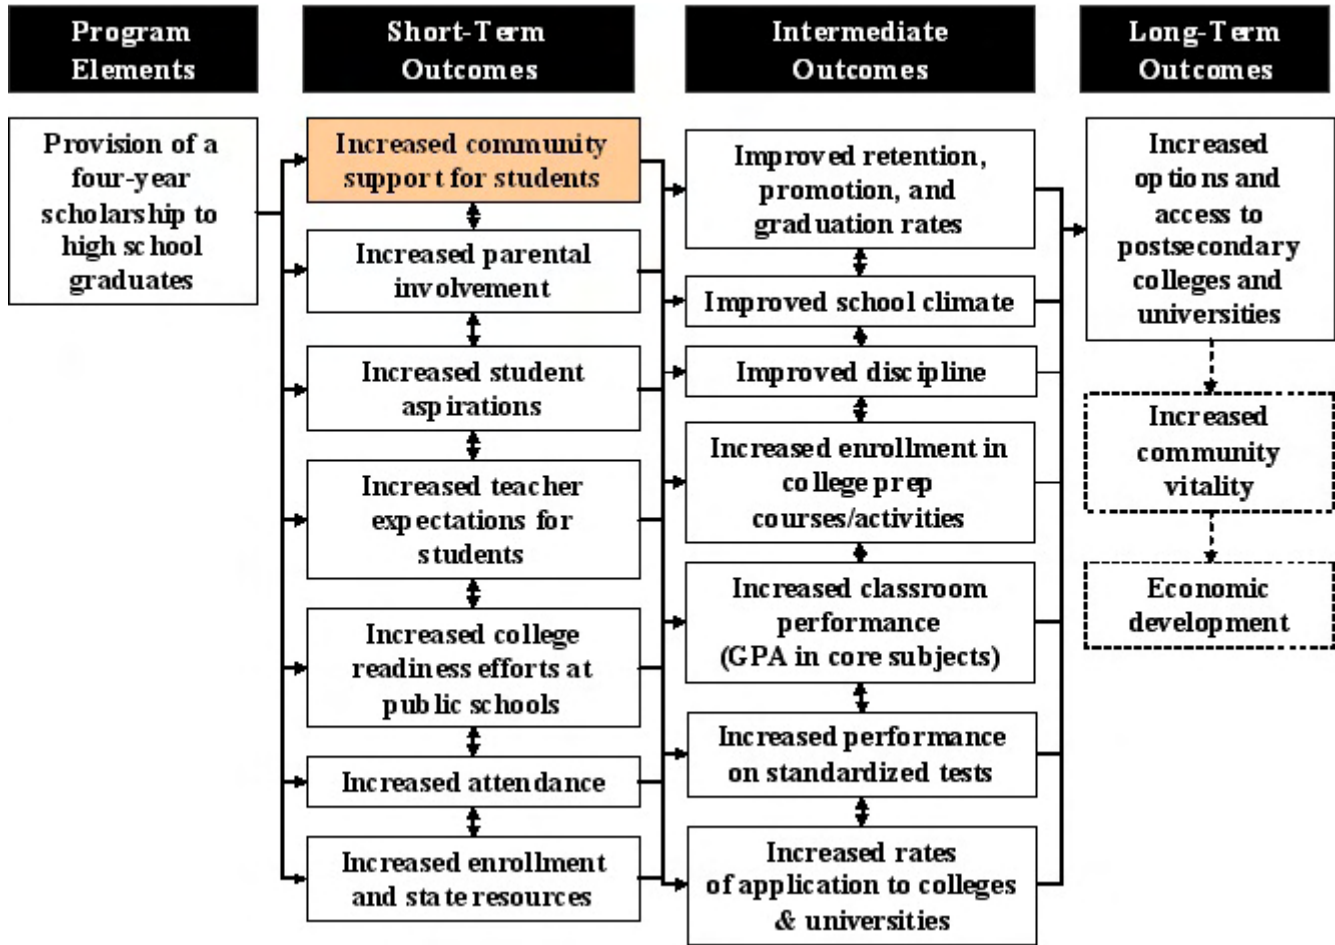 Program
Elements
Short-Term
Outcomes
Intermediate
Outcomes
Long-Term
Outcomes
Provision of a
four-year
scholarship to
high school
graduates
Increased community
support for students
Increased parental
involvement
Increased student
aspirations
Increased teacher
expectations for
students
Increased college
readiness efforts at
public schools
Increased attendance
Increased enrollment
and state resources
Improved retention,
promotion, and
graduation rates
Improved school climate
Improved discipline
Increased enrollment in
college prep
courses/activities
Increased classroom
performance
(GPA in core subjects)
Increased performance
on standardized tests
Increased rates
of application to colleges
& universities
Increased
options and
access to
postsecondary
colleges and
universities
Increased
community
vitality
Economic
development